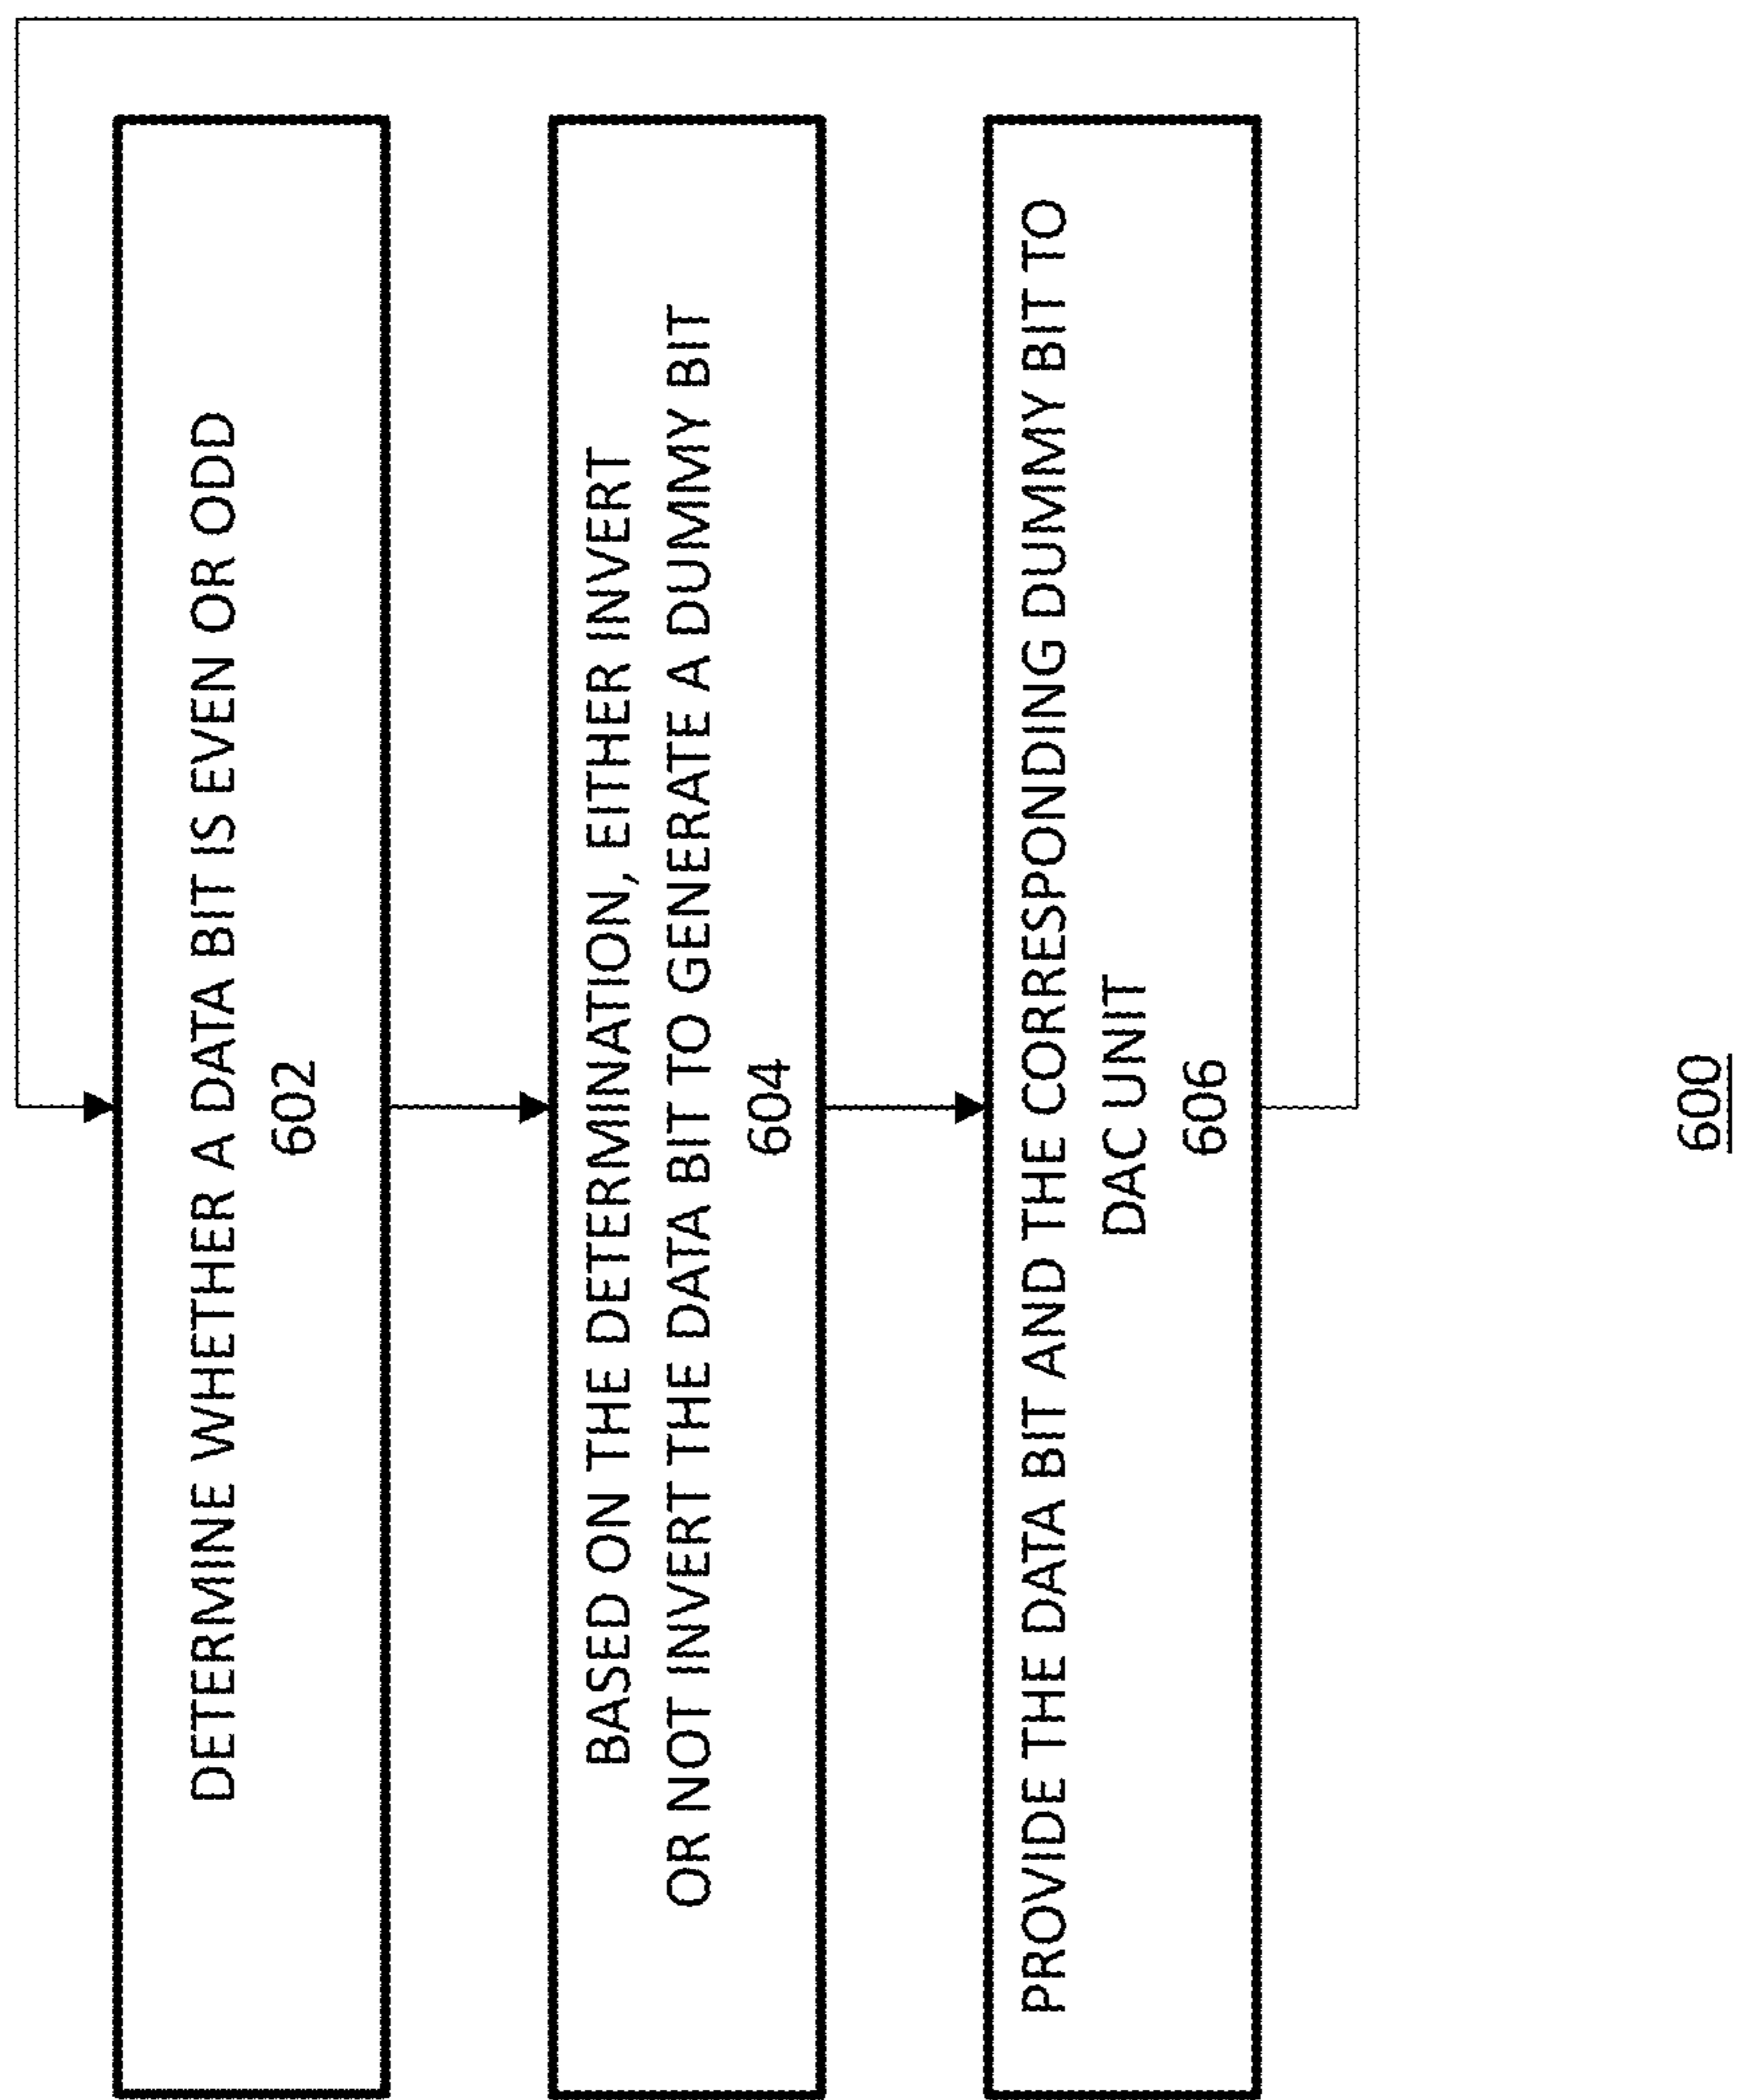 DETERMINE WHETHER A DATA BIT IS EVEN OR ODD
602
BASED ON THE DETERMINATION, EITHER INVERT
OR NOT INVERT THE DATA BIT TO GENERATE A DUMMY BIT
604
PROVIDE THE DATA BIT AND THE CORRESPONDING DUMMY BIT TO
DAC UNIT
606
600